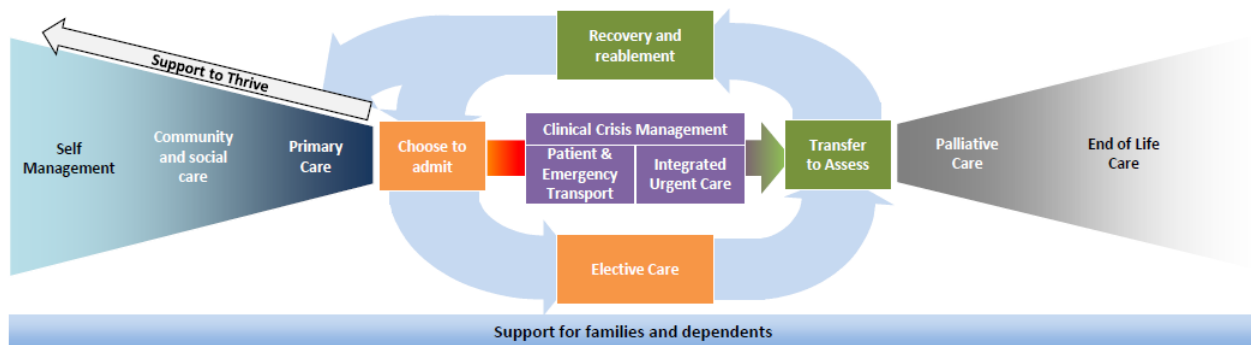 Recovery and
reablement
Support to Thrive
Self
Management
Community
and social
care
Primary
Care
Choose to
admit
Clinical Crisis Management
Patient &
Emergency
Transport
Integrated
Urgent Care
Transfer
to Assess
Palliative
Care
End of Life
Care
Elective Care
Support for families and dependents